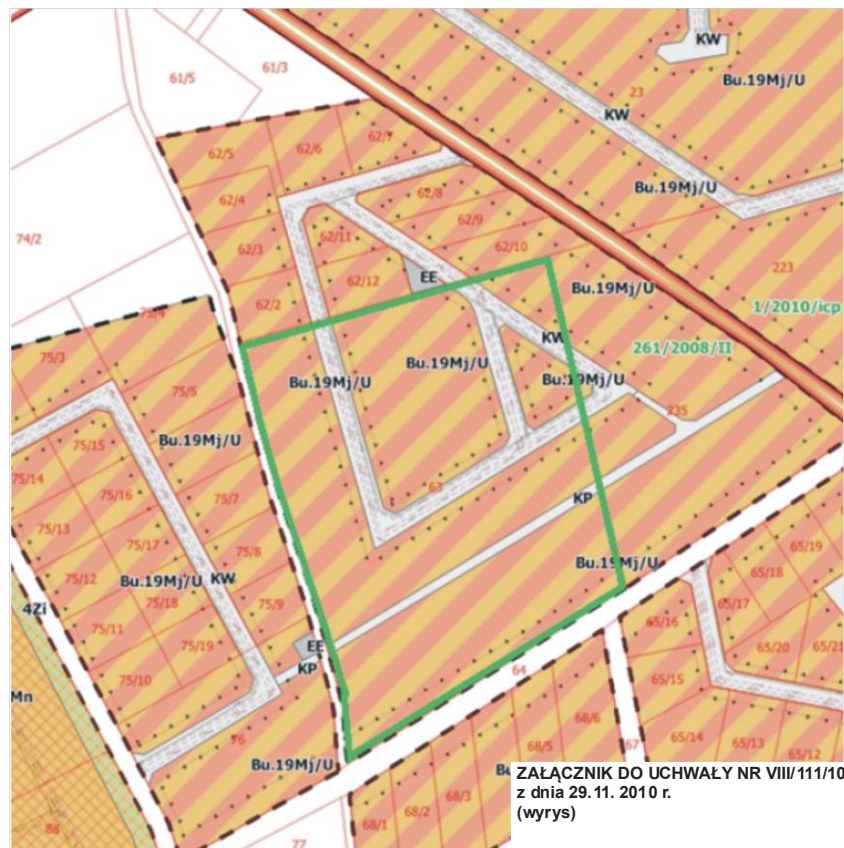 61/5
61/3
KW
Bu.19Mj/U
23
KW
62/5
62/6
62/7
Bu.19Mj/U
62/4
62/8
62/9
74/2
62/3
62/11
62/10
223
62/12
EE
Bu.19Mj/U
62/2
1/2010/icp
75/4
KW
261/2008/II
75/3
Bu.19Mj/U
Bu.19Mj/U
Bu.19Mj/U
75/5
235
Bu.19Mj/U
75/15
75/14
63
75/16
75/7
KP
75/13
75/17
75/8
65/19
75/12
Bu.19Mj/U
KW
Bu.19Mj/U
65/18
4Zi
75/18
75/9
65/17
75/11
65/16
75/19
EE
65/20
65/21
KP
64
75/10
65/15
Mn
68/6
76
68/5
67
65/14
65/13
65/12
Bu.19Mj/U
Bu
68/3
68/2
68/1
88
77
ZAŁĄCZNIK DO UCHWAŁY NR VIII/111/10
z dnia 29.11. 2010 r.
(wyrys)